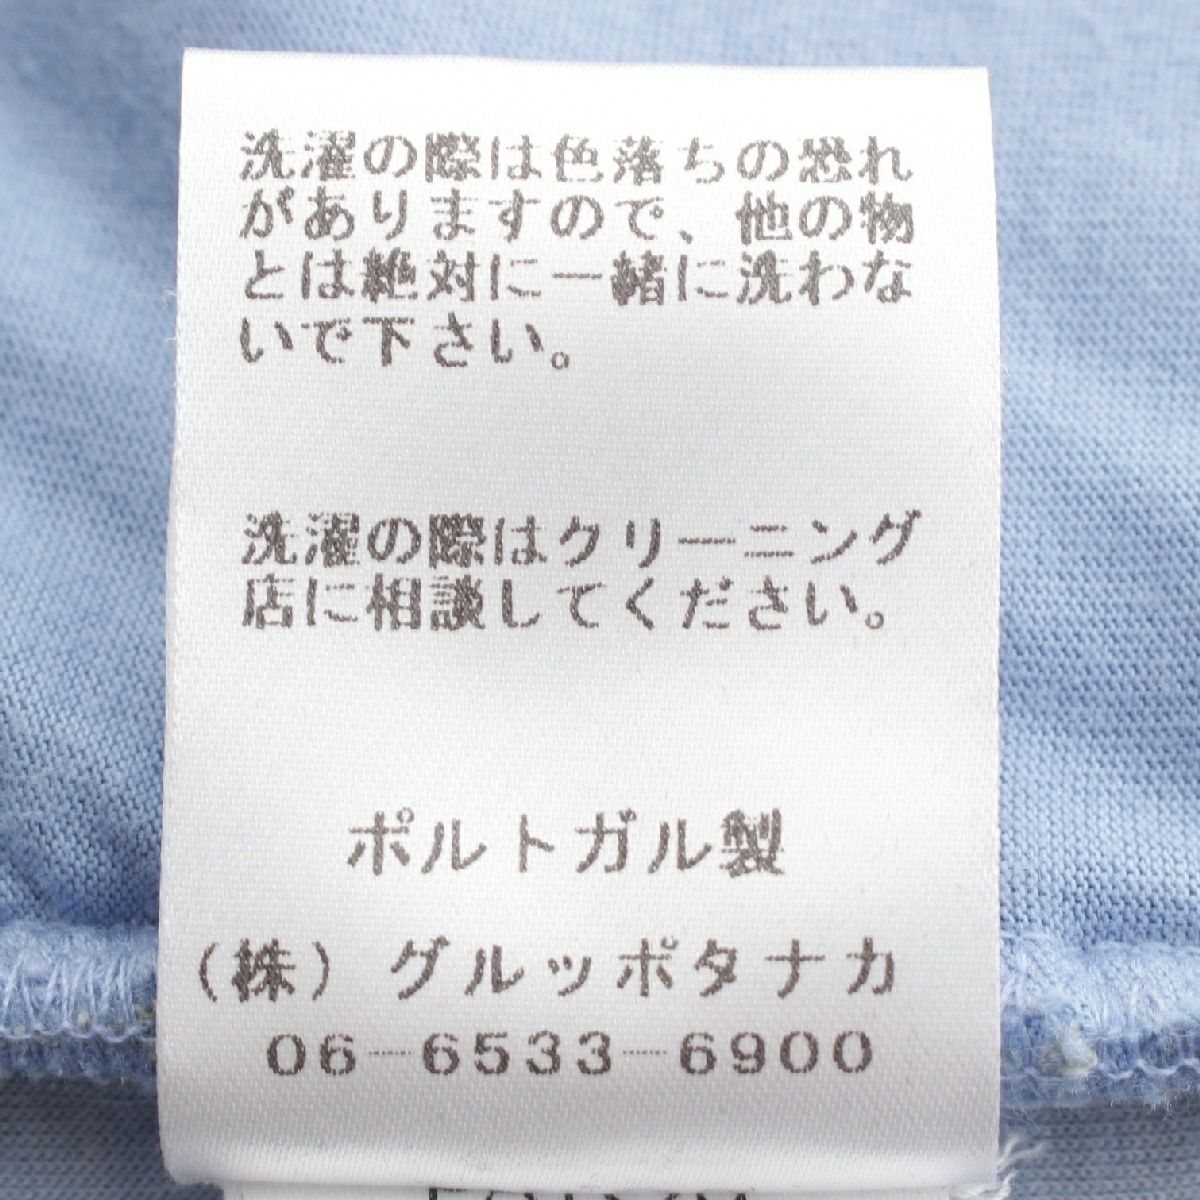 洗濯の際は色落ちの恐れ
がありますので、他の物
とは絶対に一緒に洗わな
いで下さい。
洗濯の際はクリーニング
店に相談してください。
ポルトガル製
(株) グルッポタナカ
06-6533-6900